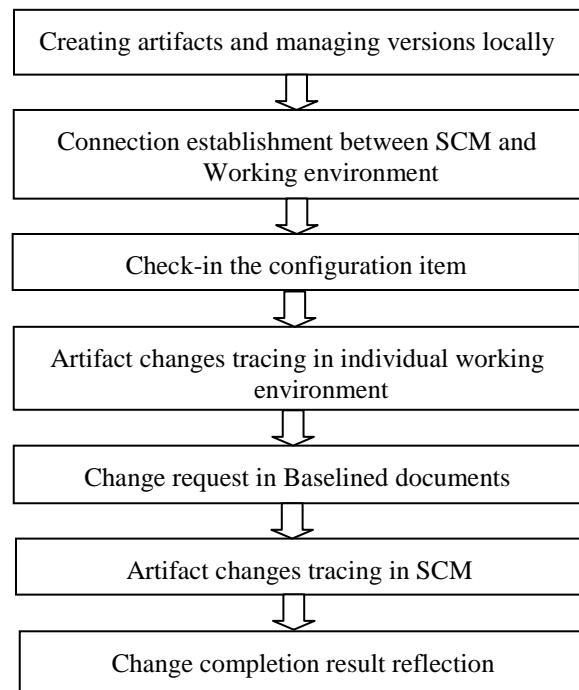 Creating artifacts and managing versions locally
Connection establishment between SCM and
Working environment
Check-in the configuration item
Artifact changes tracing in individual working
environment
Change request in Baselined documents
Artifact changes tracing in SCM
Change completion result reflection